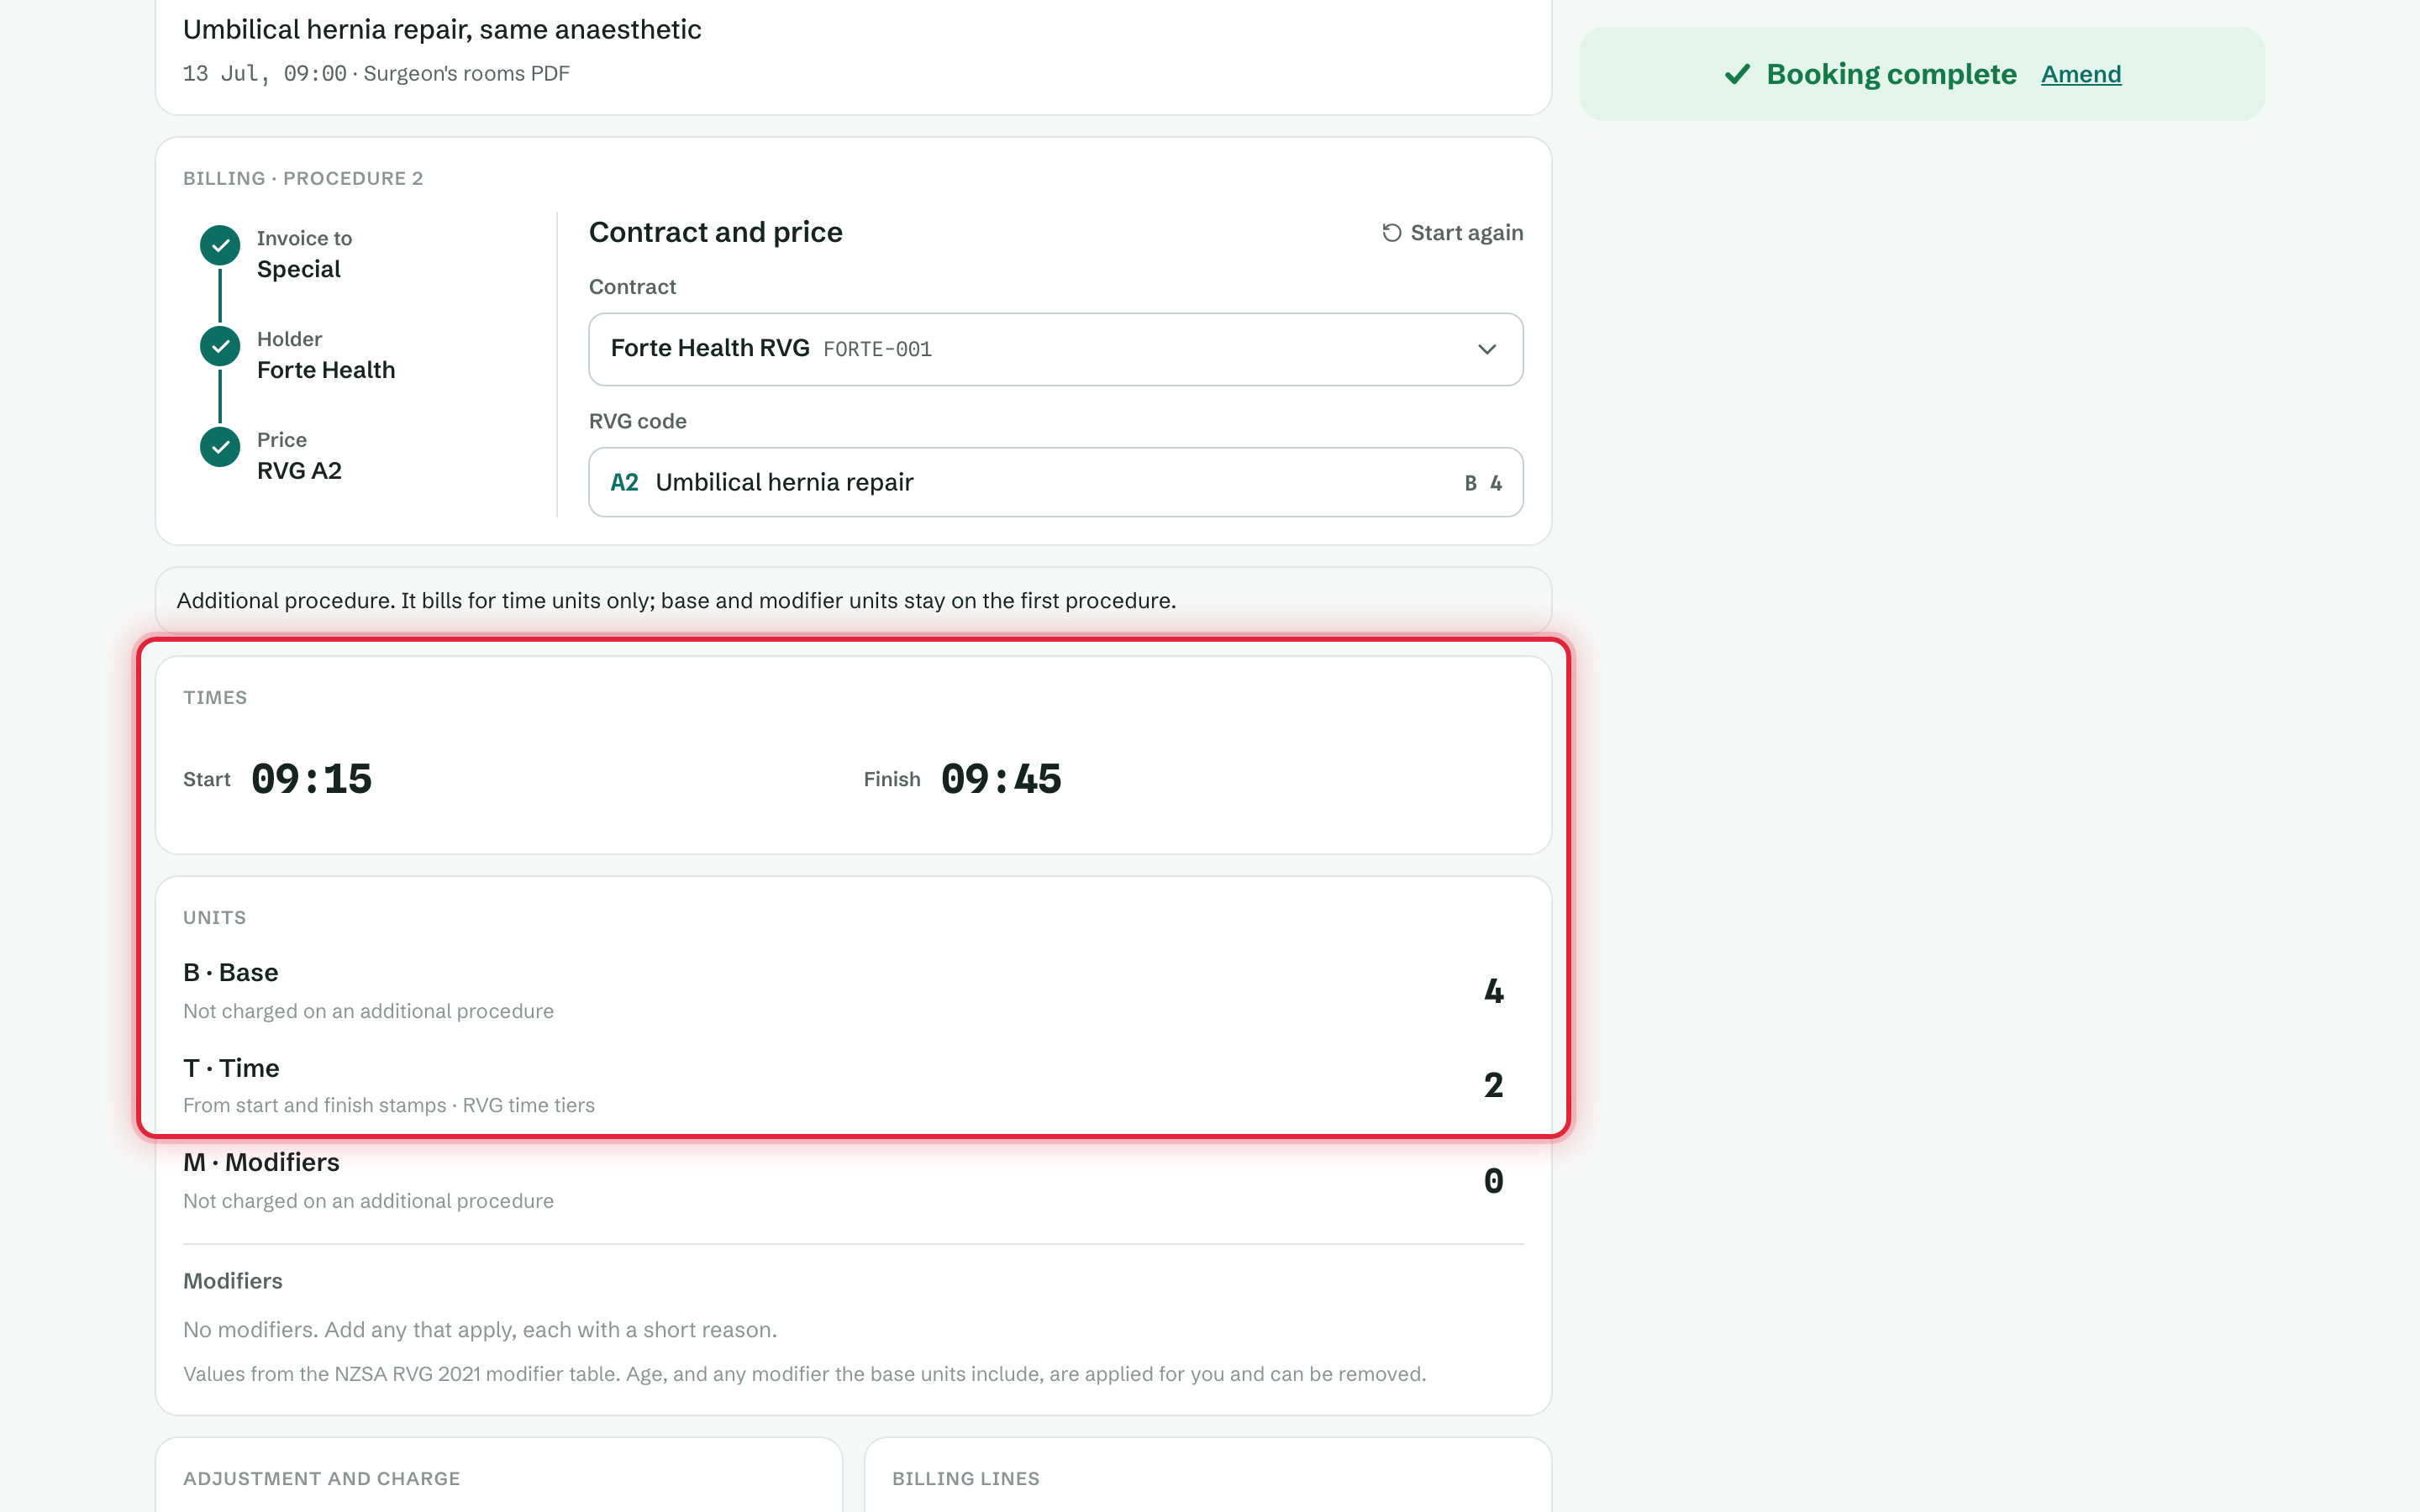 Umbilical hernia repair, same anaesthetic
13 Jul, 09:00 · Surgeon's rooms PDF
Booking complete Amend
BILLING · PROCEDURE 2
Invoice to
Special
Holder
Forte Health
Price
RVG A2
Contract and price
Start again
Contract
Forte Health RVG FORTE-001
RVG code
A2 Umbilical hernia repair B 4
Additional procedure. It bills for time units only; base and modifier units stay on the first procedure.
TIMES
Start 09:15
Finish 09:45
UNITS
B · Base
Not charged on an additional procedure
4
T · Time
From start and finish stamps · RVG time tiers
2
M · Modifiers
Not charged on an additional procedure
0
Modifiers
No modifiers. Add any that apply, each with a short reason.
Values from the NZSA RVG 2021 modifier table. Age, and any modifier the base units include, are applied for you and can be removed.
ADJUSTMENT AND CHARGE
BILLING LINES